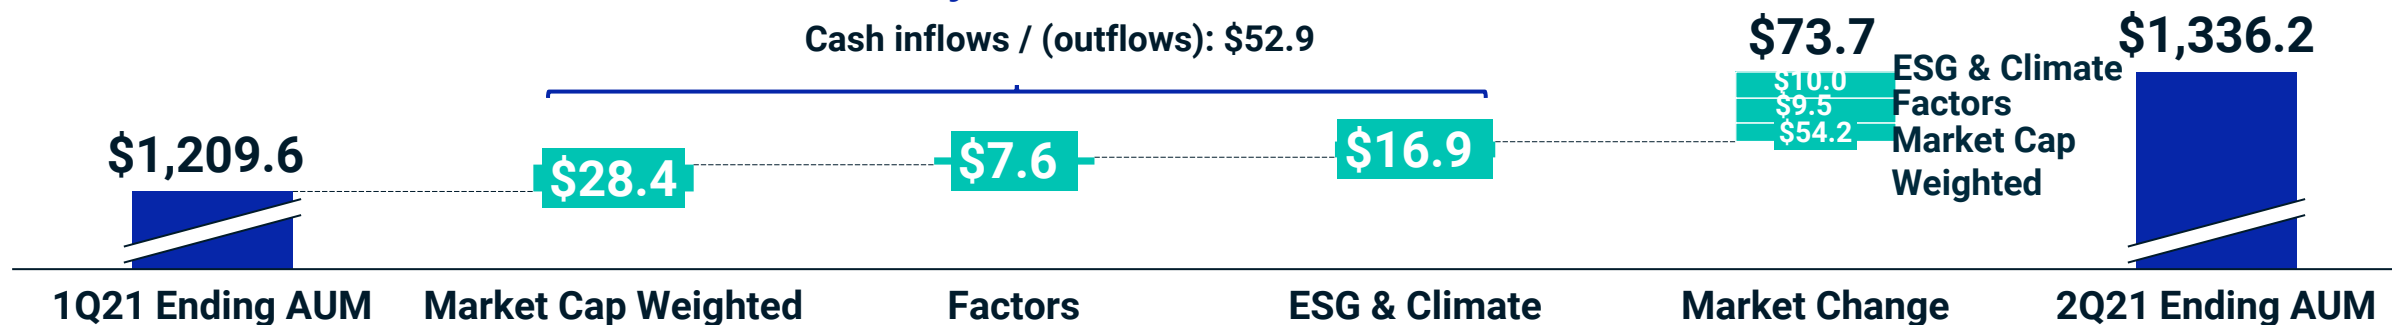 Cash inflows / (outflows): $52.9
$1,209.6
$28.4
$7.6
$16.9
$73.7
$10.0
$9.5
$54.2
ESG & Climate
Factors
Market Cap
Weighted
$1,336.2
1Q21 Ending AUM
Market Cap Weighted
Factors
ESG & Climate
Market Change
2Q21 Ending AUM